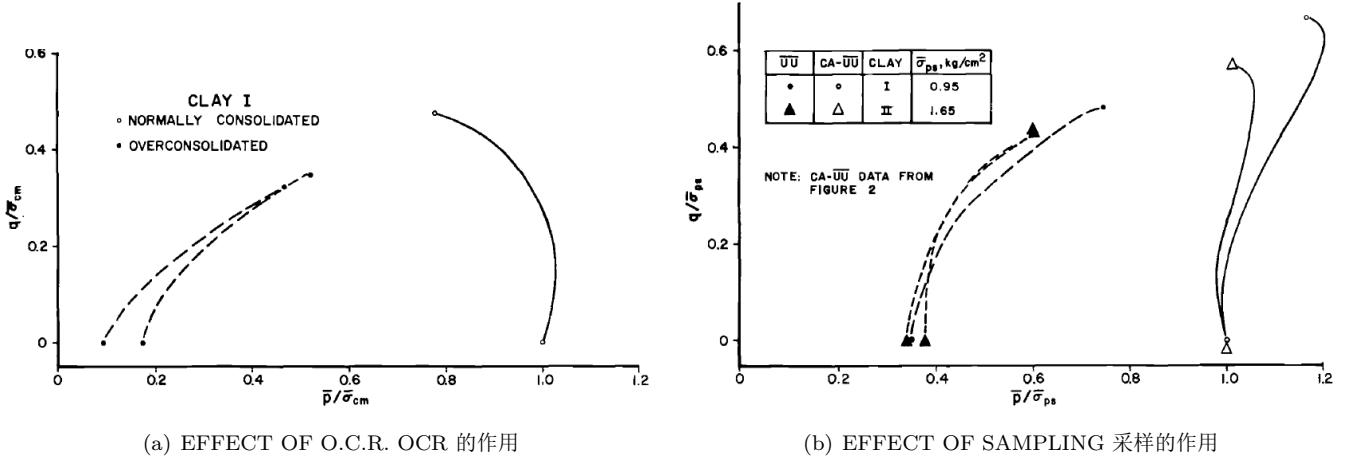 0.6
0.4
0.2
0
q/σ̄cm
CLAY I
○ NORMALLY CONSOLIDATED
● OVERCONSOLIDATED
0 0.2 0.4 0.6 0.8 1.0 1.2
p̄/σ̄cm
(a) EFFECT OF O.C.R. OCR 的作用
0.6
0.4
0.2
0
q/σ̄ps
U̅U̅ CA-U̅U̅ CLAY σ̄ps, kg/cm²
● ○ I 0.95
▲ △ II 1.65
NOTE: CA-U̅U̅ DATA FROM
FIGURE 2
0 0.2 0.4 0.6 0.8 1.0 1.2
p̄/σ̄ps
(b) EFFECT OF SAMPLING 采样的作用